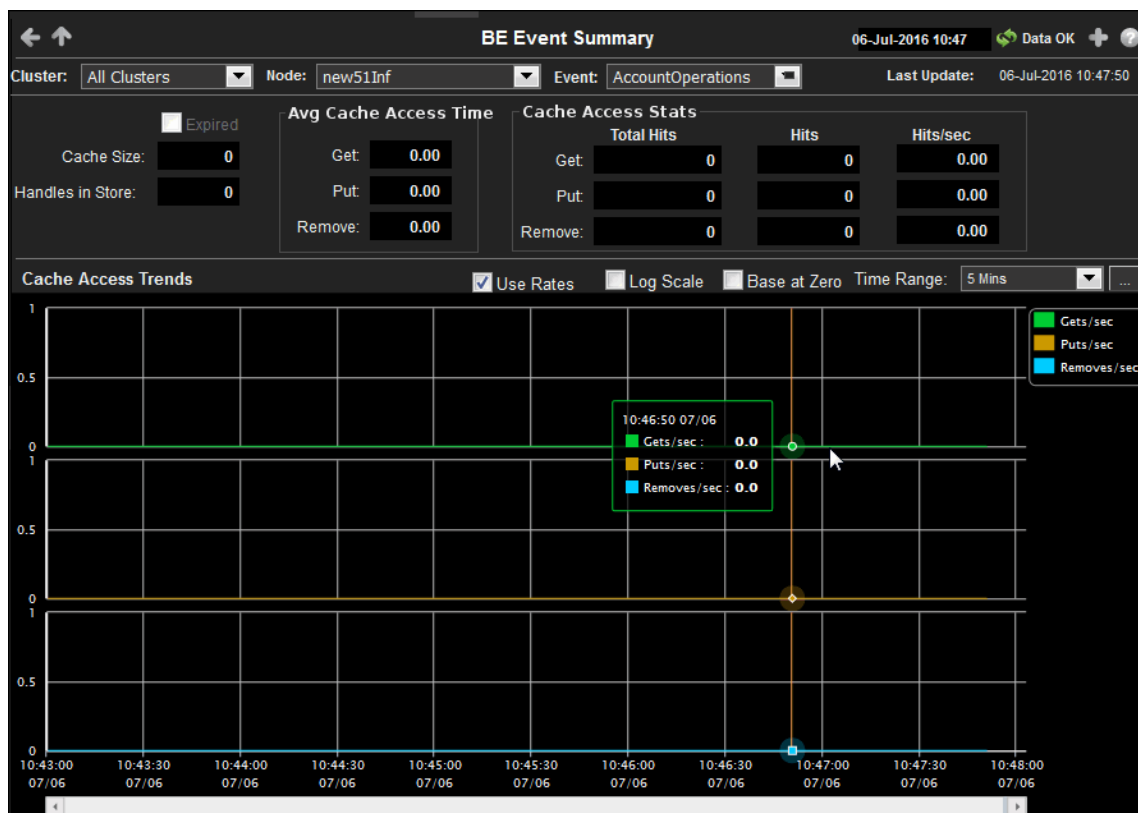 BE Event Summary 06-Jul-2016 10:47 Data OK ?
Cluster: All Clusters Node: new51Inf Event: AccountOperations Last Update: 06-Jul-2016 10:47:50
Expired Avg Cache Access Time Cache Access Stats
Total Hits Hits Hits/sec
Cache Size: 0 Get: 0.00 Get: 0 0 0.00
Handles in Store: 0 Put: 0.00 Put: 0 0 0.00
Remove: 0.00 Remove: 0 0 0.00
Cache Access Trends Use Rates Log Scale Base at Zero Time Range: 5 Mins ...
1
0.5
0
1
0.5
0
1
0.5
0
Gets/sec
Puts/sec
Removes/sec
10:46:50 07/06
Gets/sec : 0.0
Puts/sec : 0.0
Removes/sec : 0.0
10:43:00 10:43:30 10:44:00 10:44:30 10:45:00 10:45:30 10:46:00 10:46:30 10:47:00 10:47:30 10:48:00
07/06 07/06 07/06 07/06 07/06 07/06 07/06 07/06 07/06 07/06 07/06